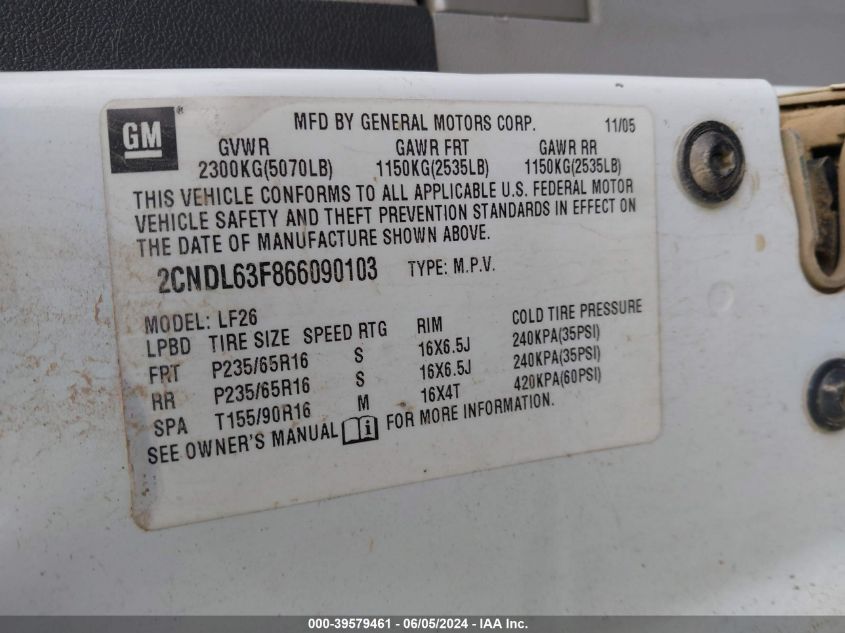 GM ®
MFD BY GENERAL MOTORS CORP. 11/05
GVWR GAWR FRT GAWR RR
2300KG(5070LB) 1150KG(2535LB) 1150KG(2535LB)
THIS VEHICLE CONFORMS TO ALL APPLICABLE U.S. FEDERAL MOTOR
VEHICLE SAFETY AND THEFT PREVENTION STANDARDS IN EFFECT ON
THE DATE OF MANUFACTURE SHOWN ABOVE.
2CNDL63F866090103 TYPE: M.P.V.
MODEL: LF26
LPBD TIRE SIZE SPEED RTG RIM COLD TIRE PRESSURE
FRT P235/65R16 S 16X6.5J 240KPA(35PSI)
RR P235/65R16 S 16X6.5J 240KPA(35PSI)
SPA T155/90R16 M 16X4T 420KPA(60PSI)
SEE OWNER'S MANUAL i FOR MORE INFORMATION.
000-39579461 - 06/05/2024 - IAA Inc.